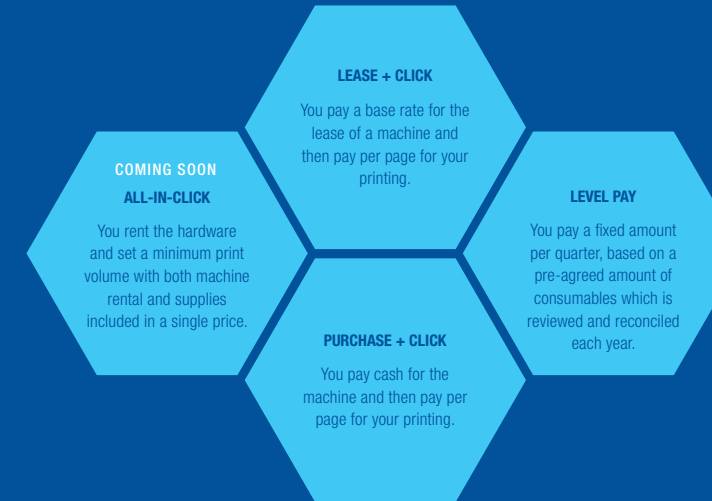 LEASE + CLICK
You pay a base rate for the
lease of a machine and
then pay per page for your
printing.
COMING SOON
ALL-IN-CLICK
You rent the hardware
and set a minimum print
volume with both machine
rental and supplies
included in a single price.
LEVEL PAY
You pay a fixed amount
per quarter, based on a
pre-agreed amount of
consumables which is
reviewed and reconciled
each year.
PURCHASE + CLICK
You pay cash for the
machine and then pay per
page for your printing.